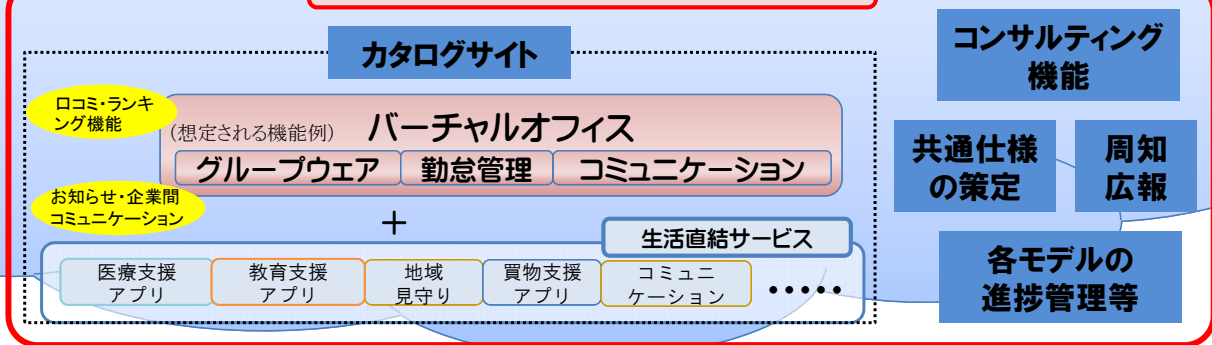 カタログサイト
口コミ・ランキ
ング機能
(想定される機能例) バーチャルオフィス
グループウェア 勤怠管理 コミュニケーション
お知らせ・企業間
コミュニケーション
+
生活直結サービス
医療支援
アプリ
教育支援
アプリ
地域
見守り
買物支援
アプリ
コミュニ
ケーション
•••••
コンサルティング
機能
共通仕様
の策定
周知
広報
各モデルの
進捗管理等